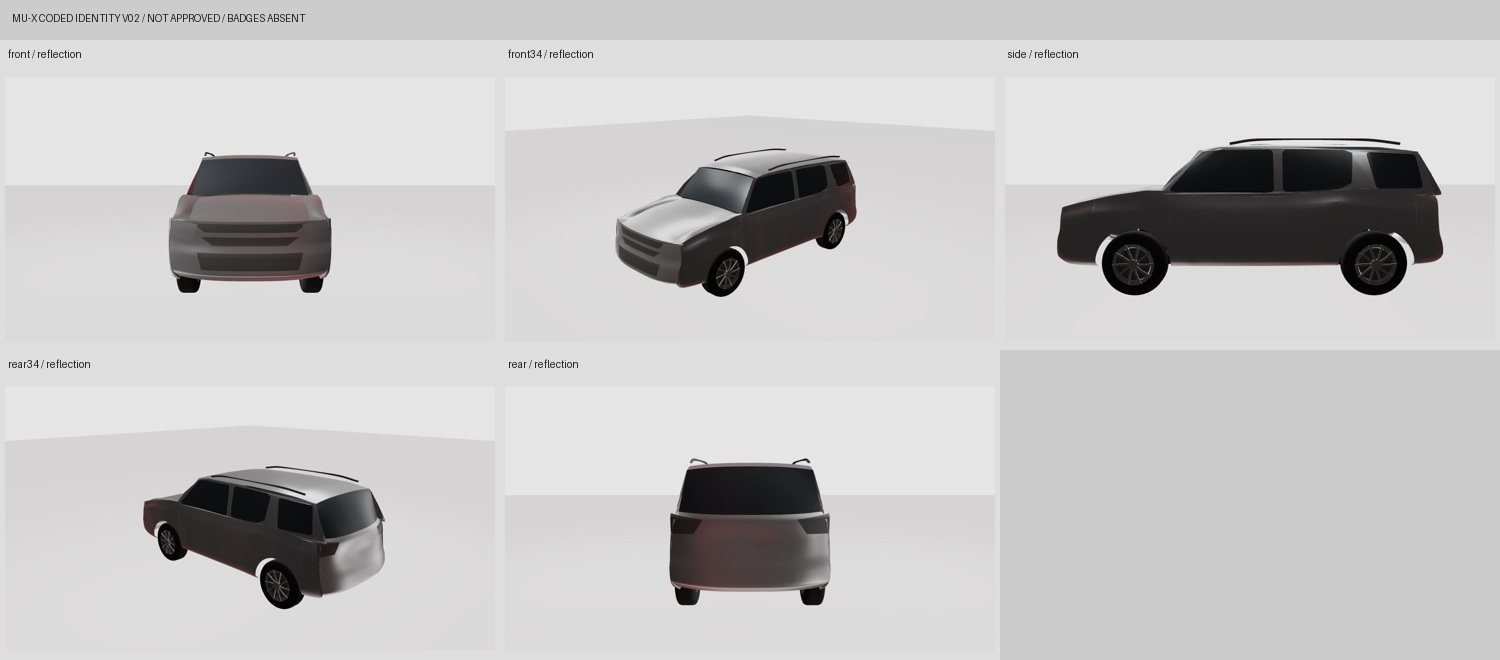 MU-X CODED IDENTITY V02 / NOT APPROVED / BADGES ABSENT
front / reflection
front34 / reflection
side / reflection
rear34 / reflection
rear / reflection